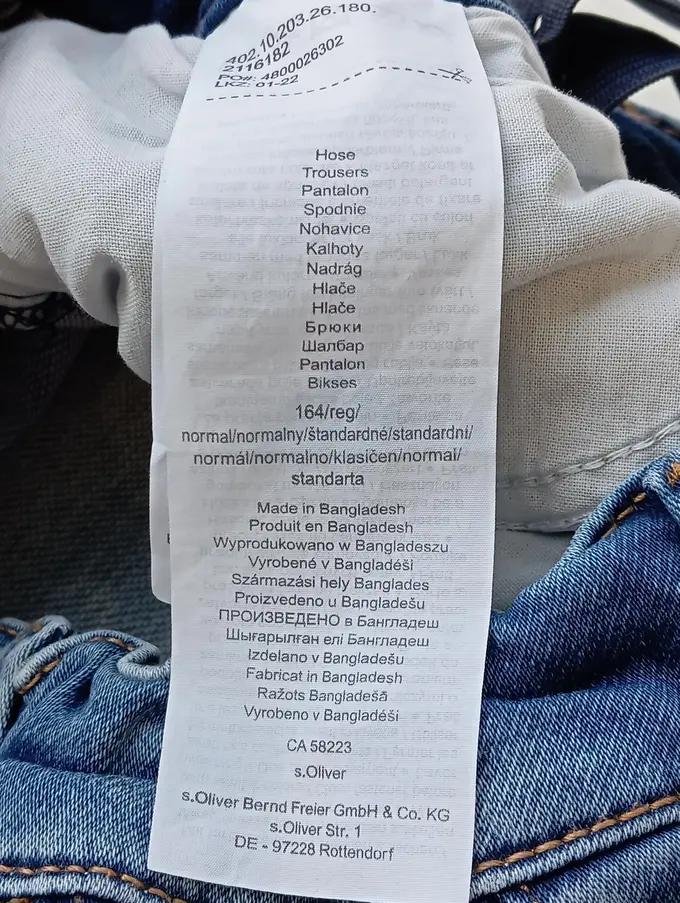 402.10.203.26.180.
2116182
PO#: 4800026302
LKZ: 01-22
Hose
Trousers
Pantalon
Spodnie
Nohavice
Kalhoty
Nadrág
Hlače
Hlače
Брюки
Шалбар
Pantalon
Bikses
164/reg/
normal/normalny/štandardné/standardní/
normál/normalno/klasičen/normal/
standarta
Made in Bangladesh
Produit en Bangladesh
Wyprodukowano w Bangladeszu
Vyrobené v Bangladéši
Származási hely Banglades
Proizvedeno u Bangladešu
ПРОИЗВЕДЕНО в Бангладеш
Шығарылған елі Бангладеш
Izdelano v Bangladešu
Fabricat in Bangladesh
Ražots Bangladešā
Vyrobeno v Bangladéši
CA 58223
s.Oliver
s.Oliver Bernd Freier GmbH & Co. KG
s.Oliver Str. 1
DE - 97228 Rottendorf